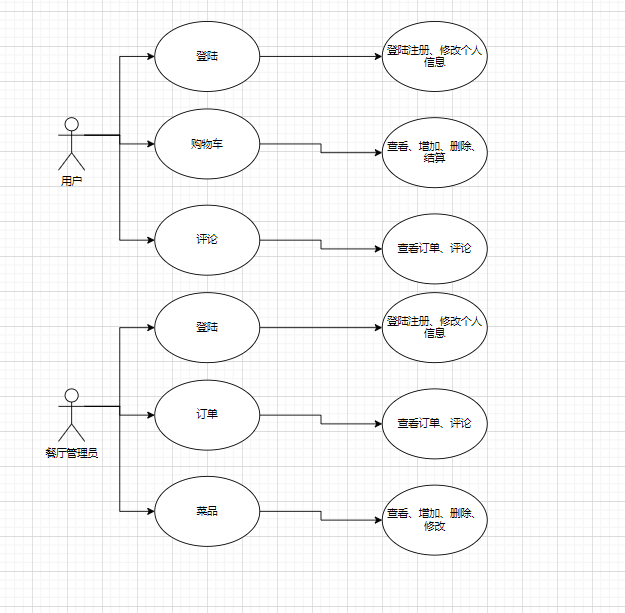 登陆
登陆注册、修改个人
信息
购物车
查看、增加、删除、
结算
用户
评论
查看订单、评论
登陆
登陆注册、修改个人
信息
订单
查看订单、评论
餐厅管理员
菜品
查看、增加、删除、
修改